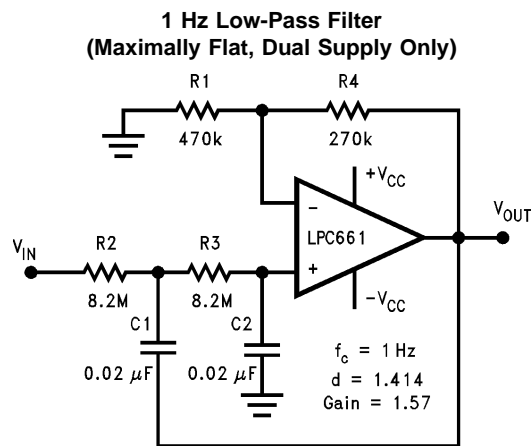 1 Hz Low-Pass Filter
(Maximally Flat, Dual Supply Only)
R1
R4
470k
270k
+VCC
VOUT
-
LPC661
VIN
R2
R3
+
8.2M
8.2M
-VCC
C1
C2
0.02 μF
0.02 μF
fc = 1 Hz
d = 1.414
Gain = 1.57